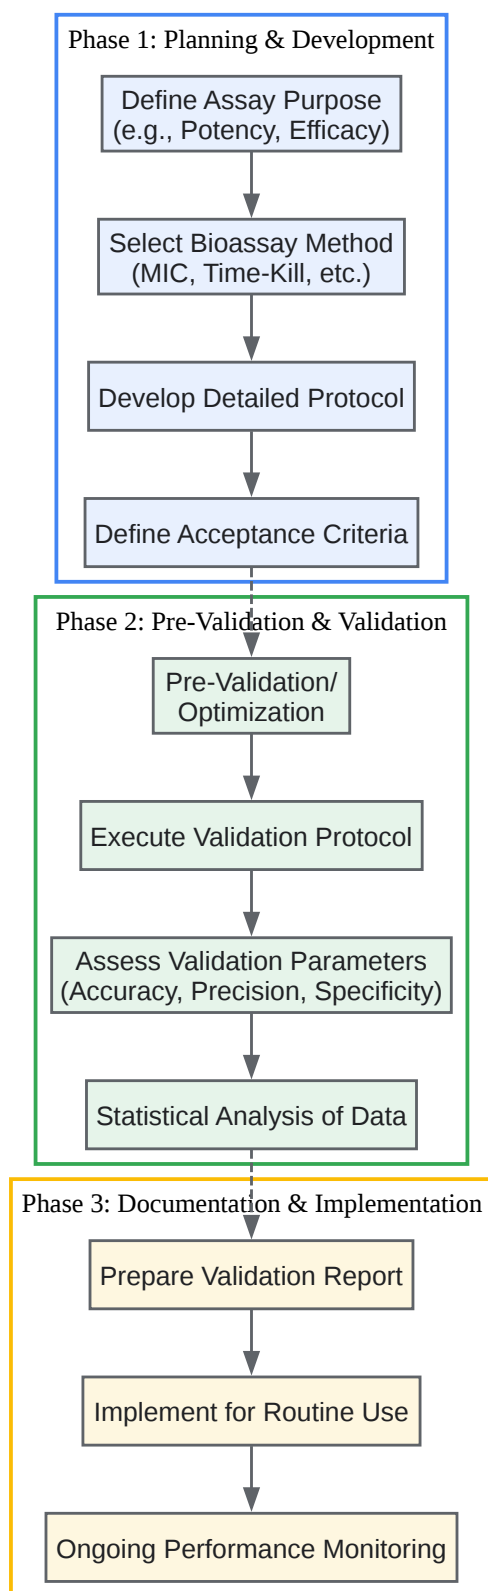 Phase 1: Planning & Development
Define Assay Purpose
(e.g., Potency, Efficacy)
Select Bioassay Method
(MIC, Time-Kill, etc.)
Develop Detailed Protocol
Define Acceptance Criteria
Phase 2: Pre-Validation & Validation
Pre-Validation/
Optimization
Execute Validation Protocol
Assess Validation Parameters
(Accuracy, Precision, Specificity)
Statistical Analysis of Data
Phase 3: Documentation & Implementation
Prepare Validation Report
Implement for Routine Use
Ongoing Performance Monitoring